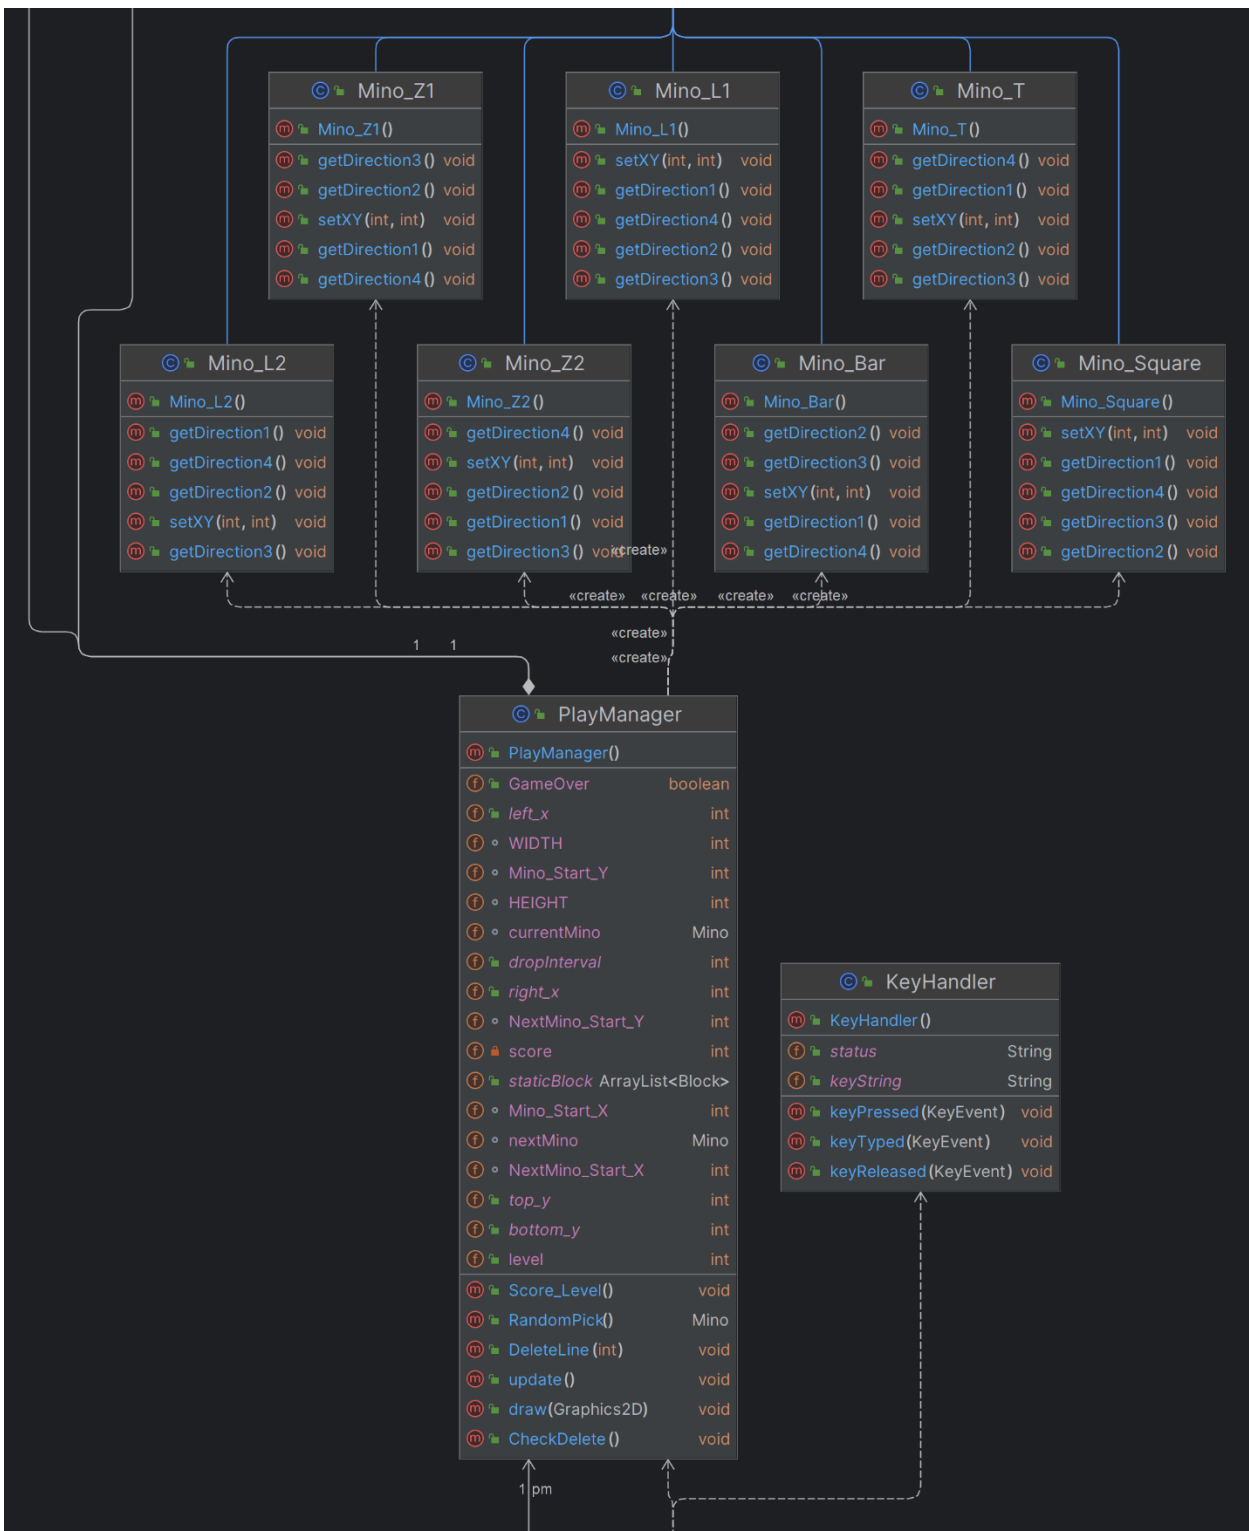 Mino_Z1
Mino_Z1()
getDirection3() void
getDirection2() void
setXY(int, int) void
getDirection1() void
getDirection4() void
Mino_L1
Mino_L1()
setXY(int, int) void
getDirection1() void
getDirection4() void
getDirection2() void
getDirection3() void
Mino_T
Mino_T()
getDirection4() void
getDirection1() void
setXY(int, int) void
getDirection2() void
getDirection3() void
Mino_L2
Mino_L2()
getDirection1() void
getDirection4() void
getDirection2() void
setXY(int, int) void
getDirection3() void
Mino_Z2
Mino_Z2()
getDirection4() void
setXY(int, int) void
getDirection2() void
getDirection1() void
getDirection3() void
Mino_Bar
Mino_Bar()
getDirection2() void
getDirection3() void
setXY(int, int) void
getDirection1() void
getDirection4() void
Mino_Square
Mino_Square()
setXY(int, int) void
getDirection1() void
getDirection4() void
getDirection3() void
getDirection2() void
«create»
«create» «create» «create» «create»
«create»
«create»
1 1
PlayManager
PlayManager()
GameOver boolean
left_x int
WIDTH int
Mino_Start_Y int
HEIGHT int
currentMino Mino
dropInterval int
right_x int
NextMino_Start_Y int
score int
staticBlock ArrayList<Block>
Mino_Start_X int
nextMino Mino
NextMino_Start_X int
top_y int
bottom_y int
level int
Score_Level() void
RandomPick() Mino
DeleteLine(int) void
update() void
draw(Graphics2D) void
CheckDelete() void
KeyHandler
KeyHandler()
status String
keyString String
keyPressed(KeyEvent) void
keyTyped(KeyEvent) void
keyReleased(KeyEvent) void
1 pm